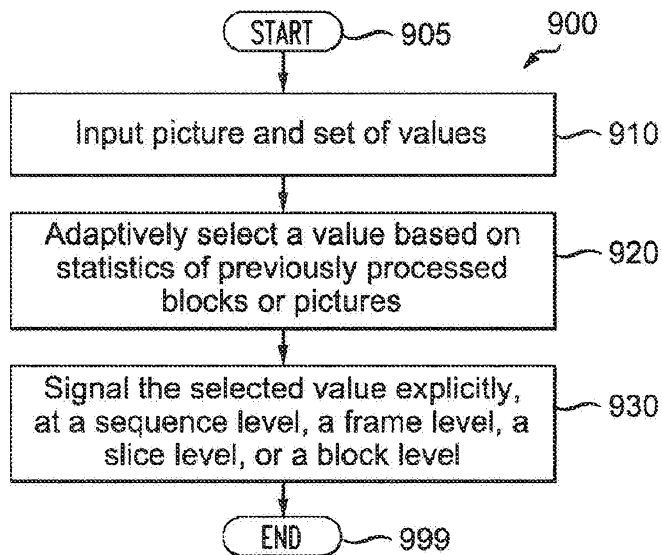 START
905
900
Input picture and set of values
910
Adaptively select a value based on
statistics of previously processed
blocks or pictures
920
Signal the selected value explicitly,
at a sequence level, a frame level, a
slice level, or a block level
930
END
999